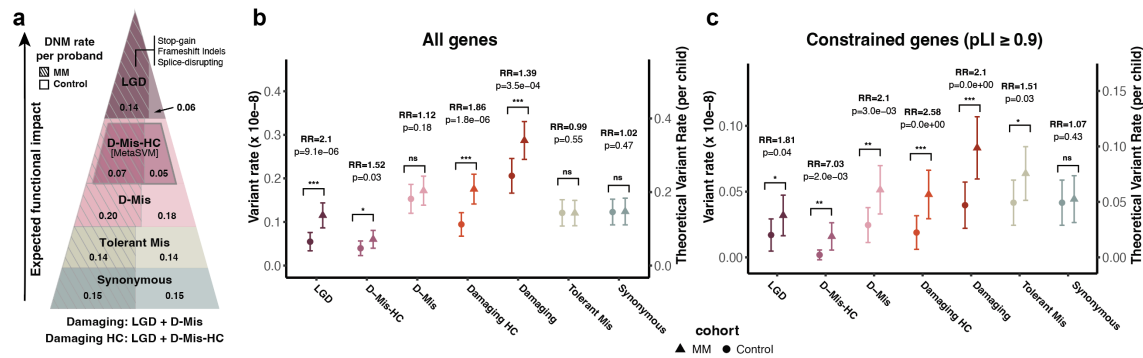 a
Expected functional impact
DNM rate
per proband
MM
Control
Stop-gain
Frameshift Indels
Splice-disrupting
LGD
0.14
0.06
D-Mis-HC
[MetaSVM]
0.07 0.05
D-Mis
0.20 0.18
Tolerant Mis
0.14 0.14
Synonymous
0.15 0.15
Damaging: LGD + D-Mis
Damaging HC: LGD + D-Mis-HC
b
All genes
Variant rate (x 10e−8)
0.4
0.3
0.2
0.1
0.0
RR=2.1
p=9.1e−06
***
RR=1.52
p=0.03
*
RR=1.12
p=0.18
ns
RR=1.86
p=1.8e−06
***
RR=1.39
p=3.5e−04
***
RR=0.99
p=0.55
ns
RR=1.02
p=0.47
ns
0.4
0.2
0.0
Theoretical Variant Rate (per child)
LGD
D−Mis−HC
D−Mis
Damaging HC
Damaging
Tolerant Mis
Synonymous
c
Constrained genes (pLI ≥ 0.9)
Variant rate (x 10e−8)
0.10
0.05
0.00
RR=1.81
p=0.04
*
RR=7.03
p=2.0e−03
**
RR=2.1
p=3.0e−03
**
RR=2.58
p=0.0e+00
***
RR=2.1
p=0.0e+00
***
RR=1.51
p=0.03
*
RR=1.07
p=0.43
ns
0.15
0.10
0.05
0.00
Theoretical Variant Rate (per child)
LGD
D−Mis−HC
D−Mis
Damaging HC
Damaging
Tolerant Mis
Synonymous
cohort
MM Control